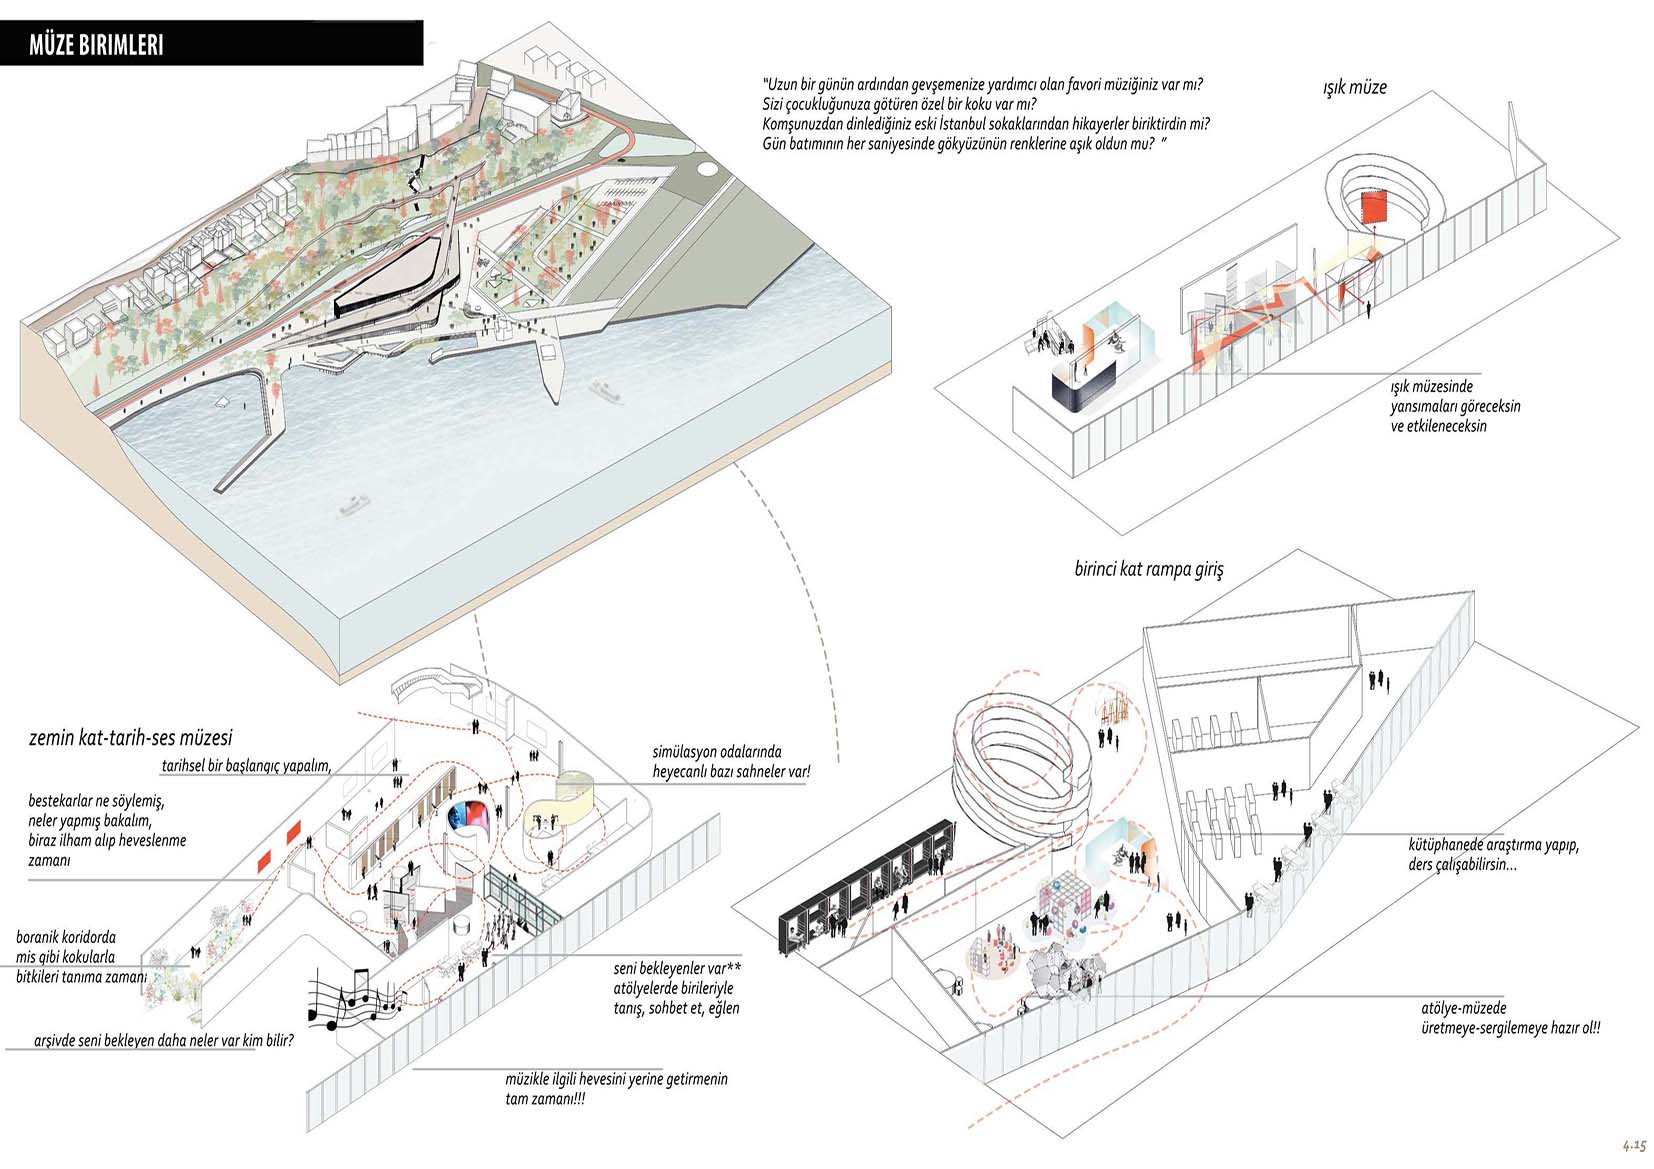 MÜZE BIRIMLERI
“Uzun bir günün ardından gevşemenize yardımcı olan favori müziğiniz var mı?
Sizi çocukluğunuza götüren özel bir koku var mı?
Komşunuzdan dinlediğiniz eski İstanbul sokaklarından hikayerler biriktirdin mi?
Gün batımının her saniyesinde gökyüzünün renklerine aşık oldun mu? ”
ışık müze
ışık müzesinde
yansımaları göreceksin
ve etkileneceksin
birinci kat rampa giriş
zemin kat-tarih-ses müzesi
tarihsel bir başlangıç yapalım,
bestekarlar ne söylemiş,
neler yapmış bakalım,
biraz ilham alıp heveslenme
zamanı
simülasyon odalarında
heyecanlı bazı sahneler var!
kütüphanede araştırma yapıp,
ders çalışabilirsin...
boranik koridorda
mis gibi kokularla
bitkileri tanıma zamanı
seni bekleyenler var**
atölyelerde birileriyle
tanış, sohbet et, eğlen
atölye-müzede
üretmeye-sergilemeye hazır ol!!
arşivde seni bekleyen daha neler var kim bilir?
müzikle ilgili hevesini yerine getirmenin
tam zamanı!!!
4.15